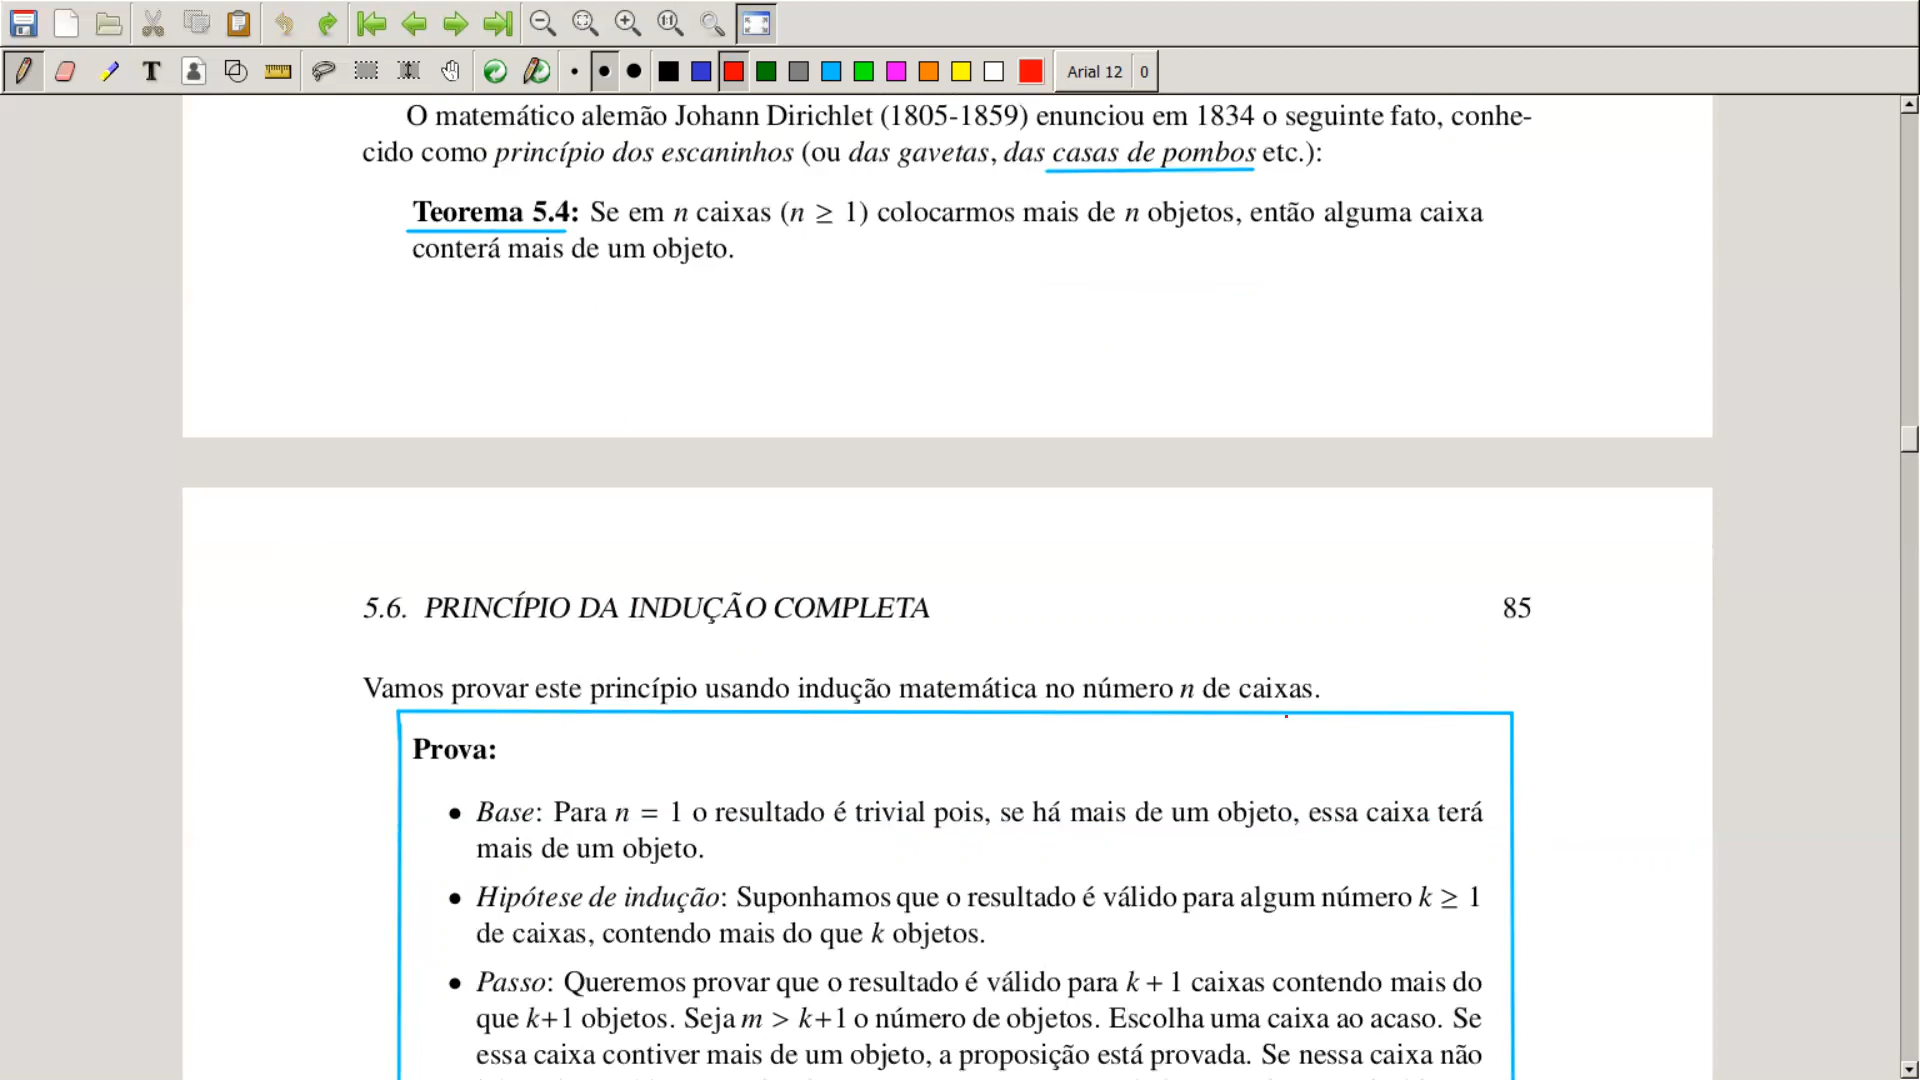 T
Arial 12
0
O matemático alemão Johann Dirichlet (1805-1859) enunciou em 1834 o seguinte fato, conhe-
cido como princípio dos escaninhos (ou das gavetas, das casas de pombos etc.):
Teorema 5.4: Se em n caixas (n ≥ 1) colocarmos mais de n objetos, então alguma caixa
conterá mais de um objeto.
5.6. PRINCÍPIO DA INDUÇÃO COMPLETA 85
Vamos provar este princípio usando indução matemática no número n de caixas.
Prova:
• Base: Para n = 1 o resultado é trivial pois, se há mais de um objeto, essa caixa terá
mais de um objeto.
• Hipótese de indução: Suponhamos que o resultado é válido para algum número k ≥ 1
de caixas, contendo mais do que k objetos.
• Passo: Queremos provar que o resultado é válido para k + 1 caixas contendo mais do
que k+1 objetos. Seja m > k+1 o número de objetos. Escolha uma caixa ao acaso. Se
essa caixa contiver mais de um objeto, a proposição está provada. Se nessa caixa não